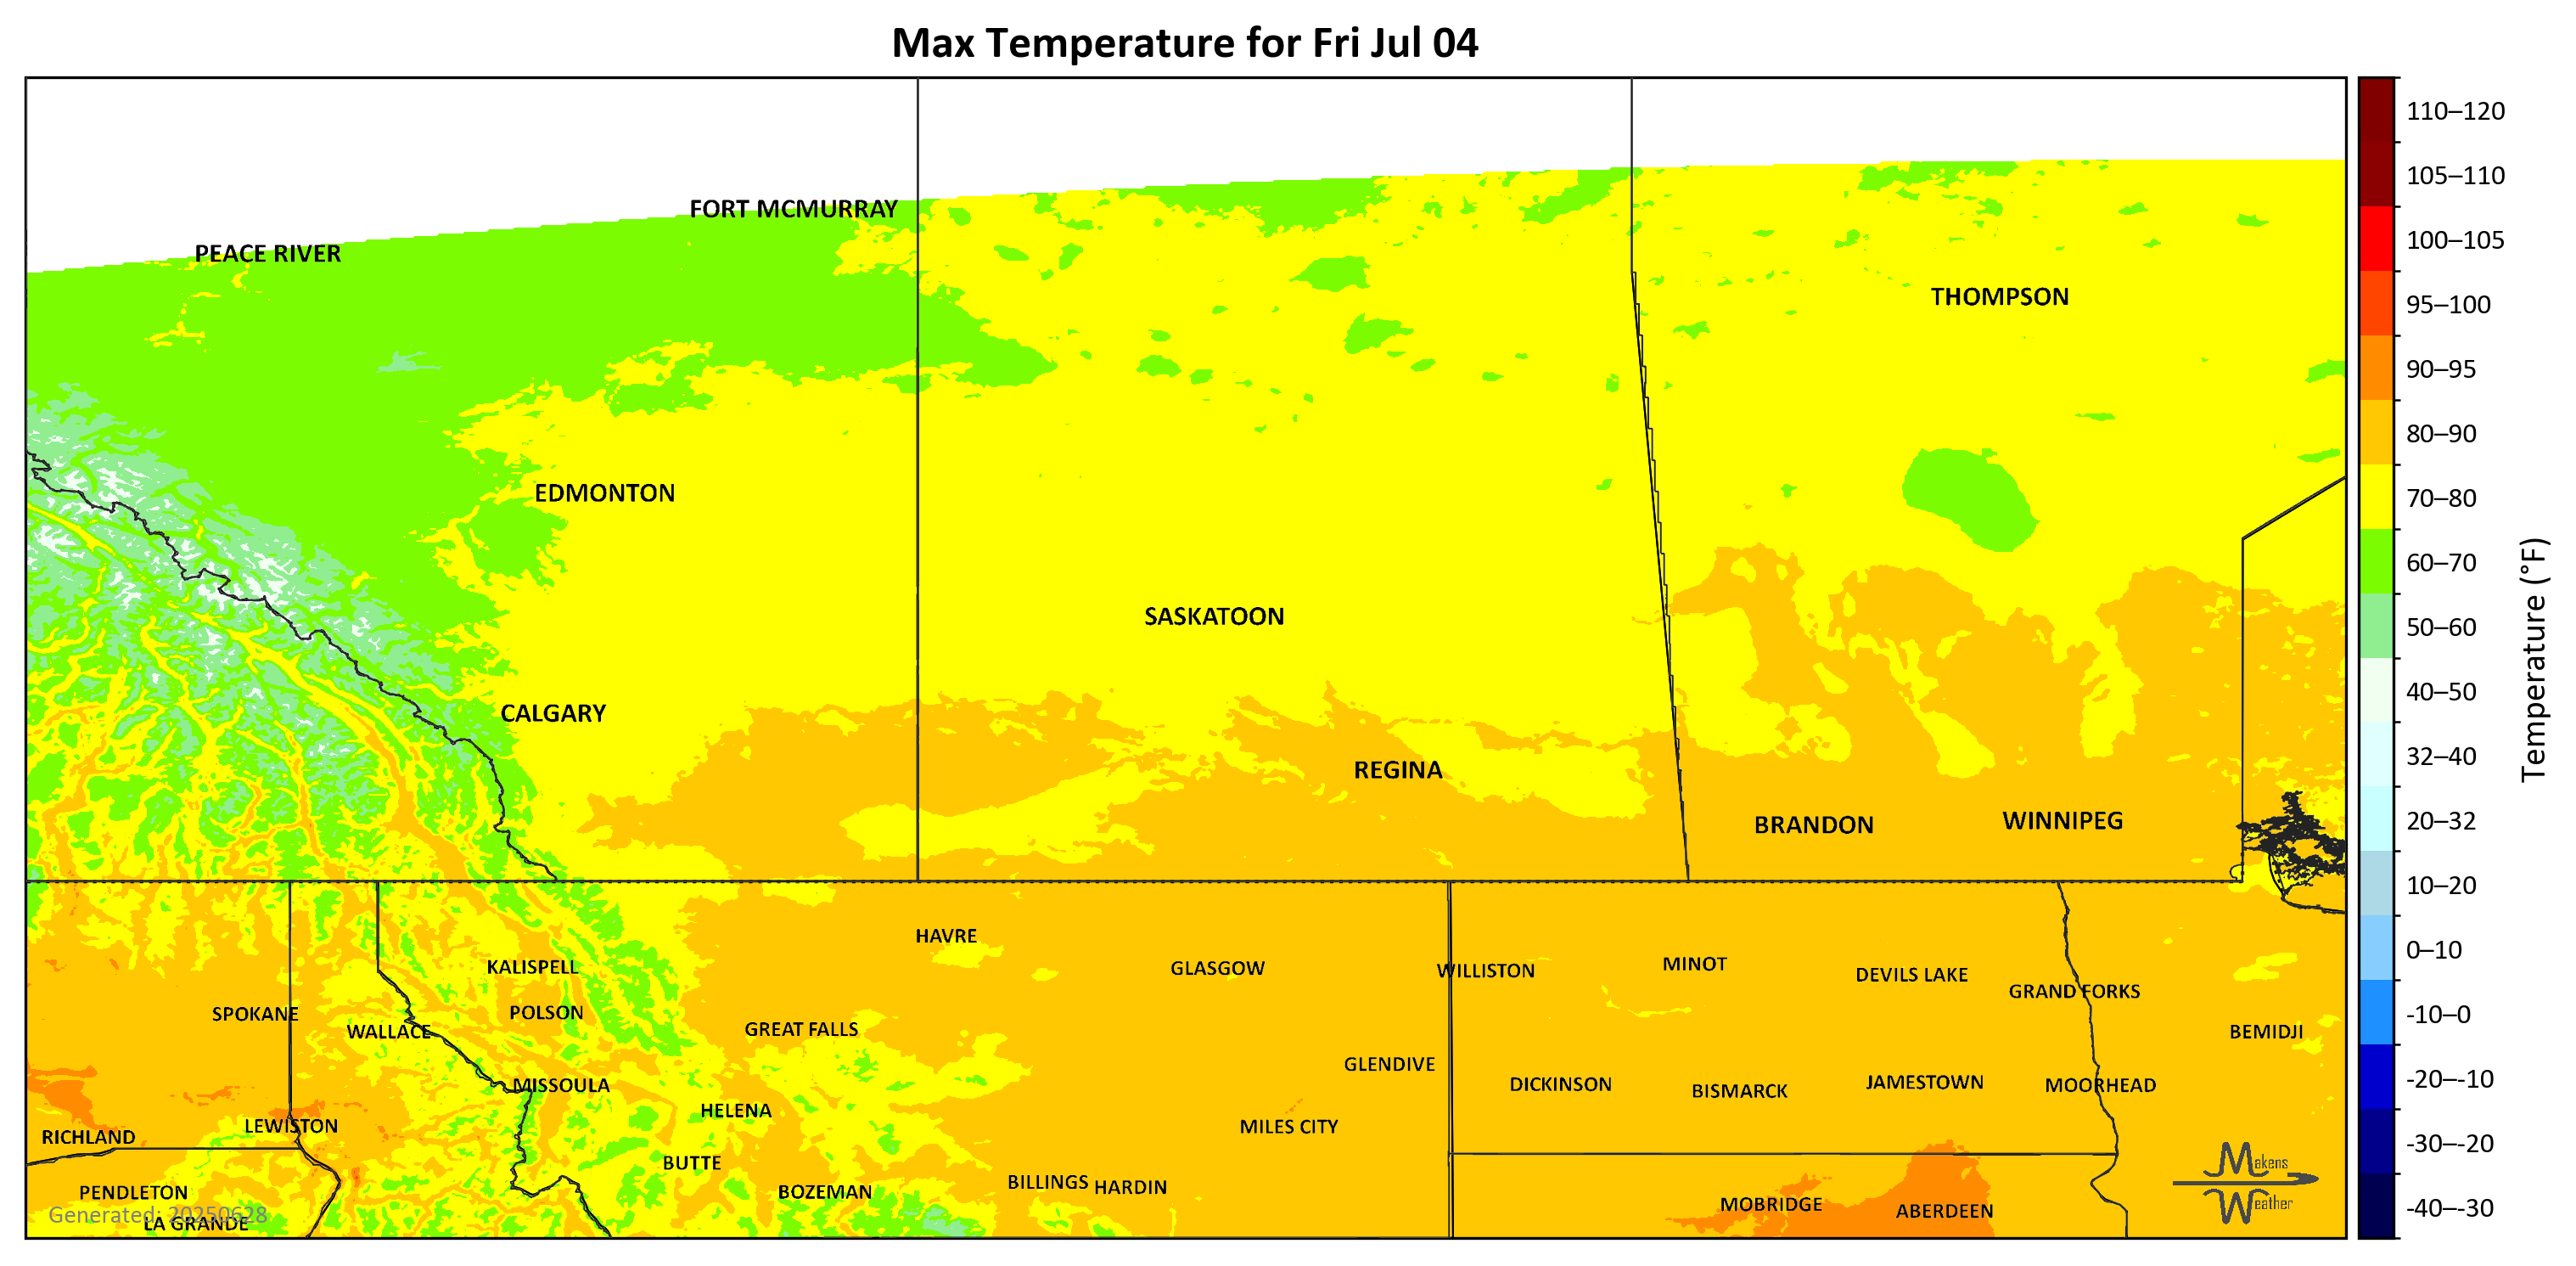 Max Temperature for Fri Jul 04
110–120
105–110
100–105
95–100
90–95
80–90
70–80
60–70
50–60
40–50
32–40
20–32
10–20
0–10
-10–0
-20–-10
-30–-20
-40–-30
Temperature (°F)
FORT MCMURRAY
PEACE RIVER
THOMPSON
EDMONTON
SASKATOON
CALGARY
REGINA
BRANDON
WINNIPEG
HAVRE
KALISPELL
GLASGOW
WILLISTON
MINOT
DEVILS LAKE
GRAND FORKS
SPOKANE
POLSON
WALLACE
GREAT FALLS
BEMIDJI
GLENDIVE
MISSOULA
DICKINSON
BISMARCK
JAMESTOWN
MOORHEAD
HELENA
LEWISTON
MILES CITY
RICHLAND
BUTTE
PENDLETON
BOZEMAN
BILLINGS
HARDIN
MOBRIDGE
ABERDEEN
Generated: 20250628
LA GRANDE
Makens
Weather